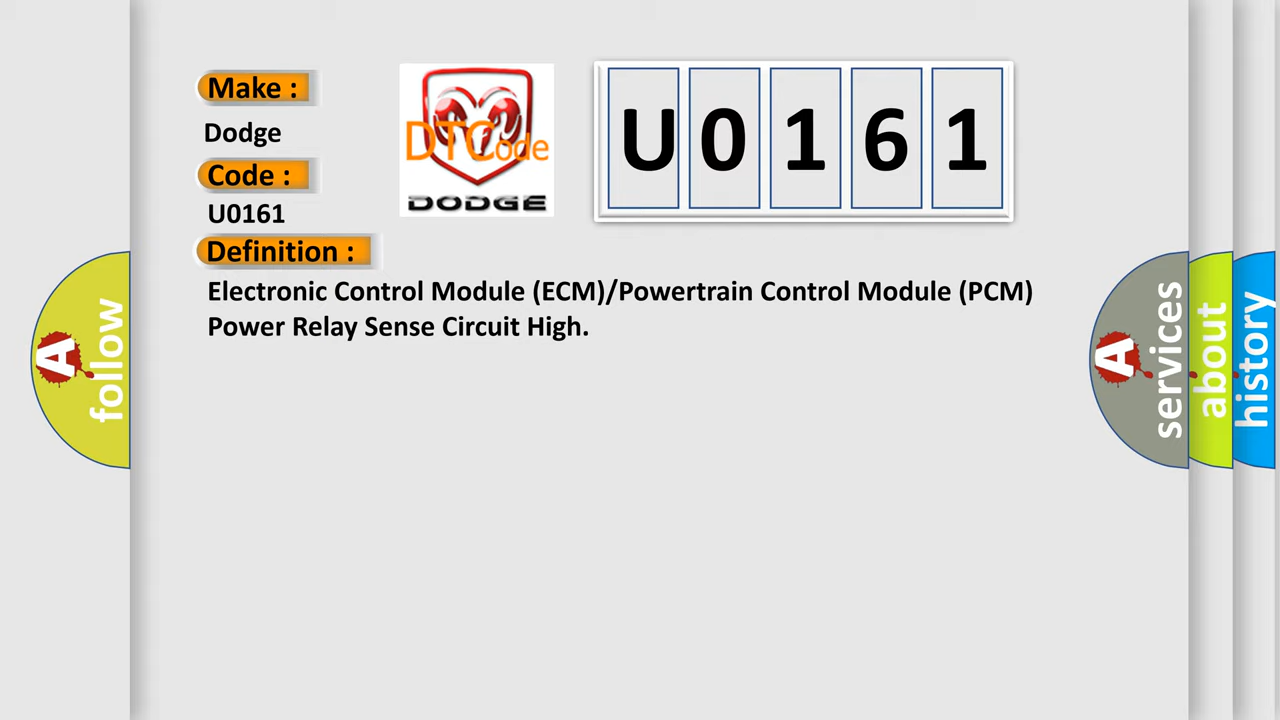 Make :
Dodge
Code :
U0161
Definition :
Electronic Control Module (ECM)/Powertrain Control Module (PCM)
Power Relay Sense Circuit High.
DTCode
DODGE
U0161
A follow
A services
about
history